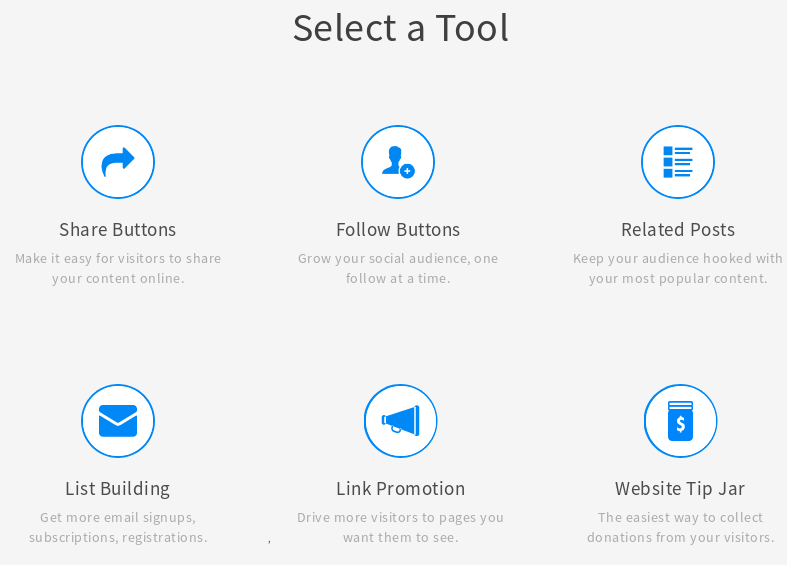 Select a Tool
Share Buttons
Make it easy for visitors to share
your content online.
Follow Buttons
Grow your social audience, one
follow at a time.
Related Posts
Keep your audience hooked with
your most popular content.
List Building
Get more email signups,
subscriptions, registrations.
,
Link Promotion
Drive more visitors to pages you
want them to see.
$
Website Tip Jar
The easiest way to collect
donations from your visitors.